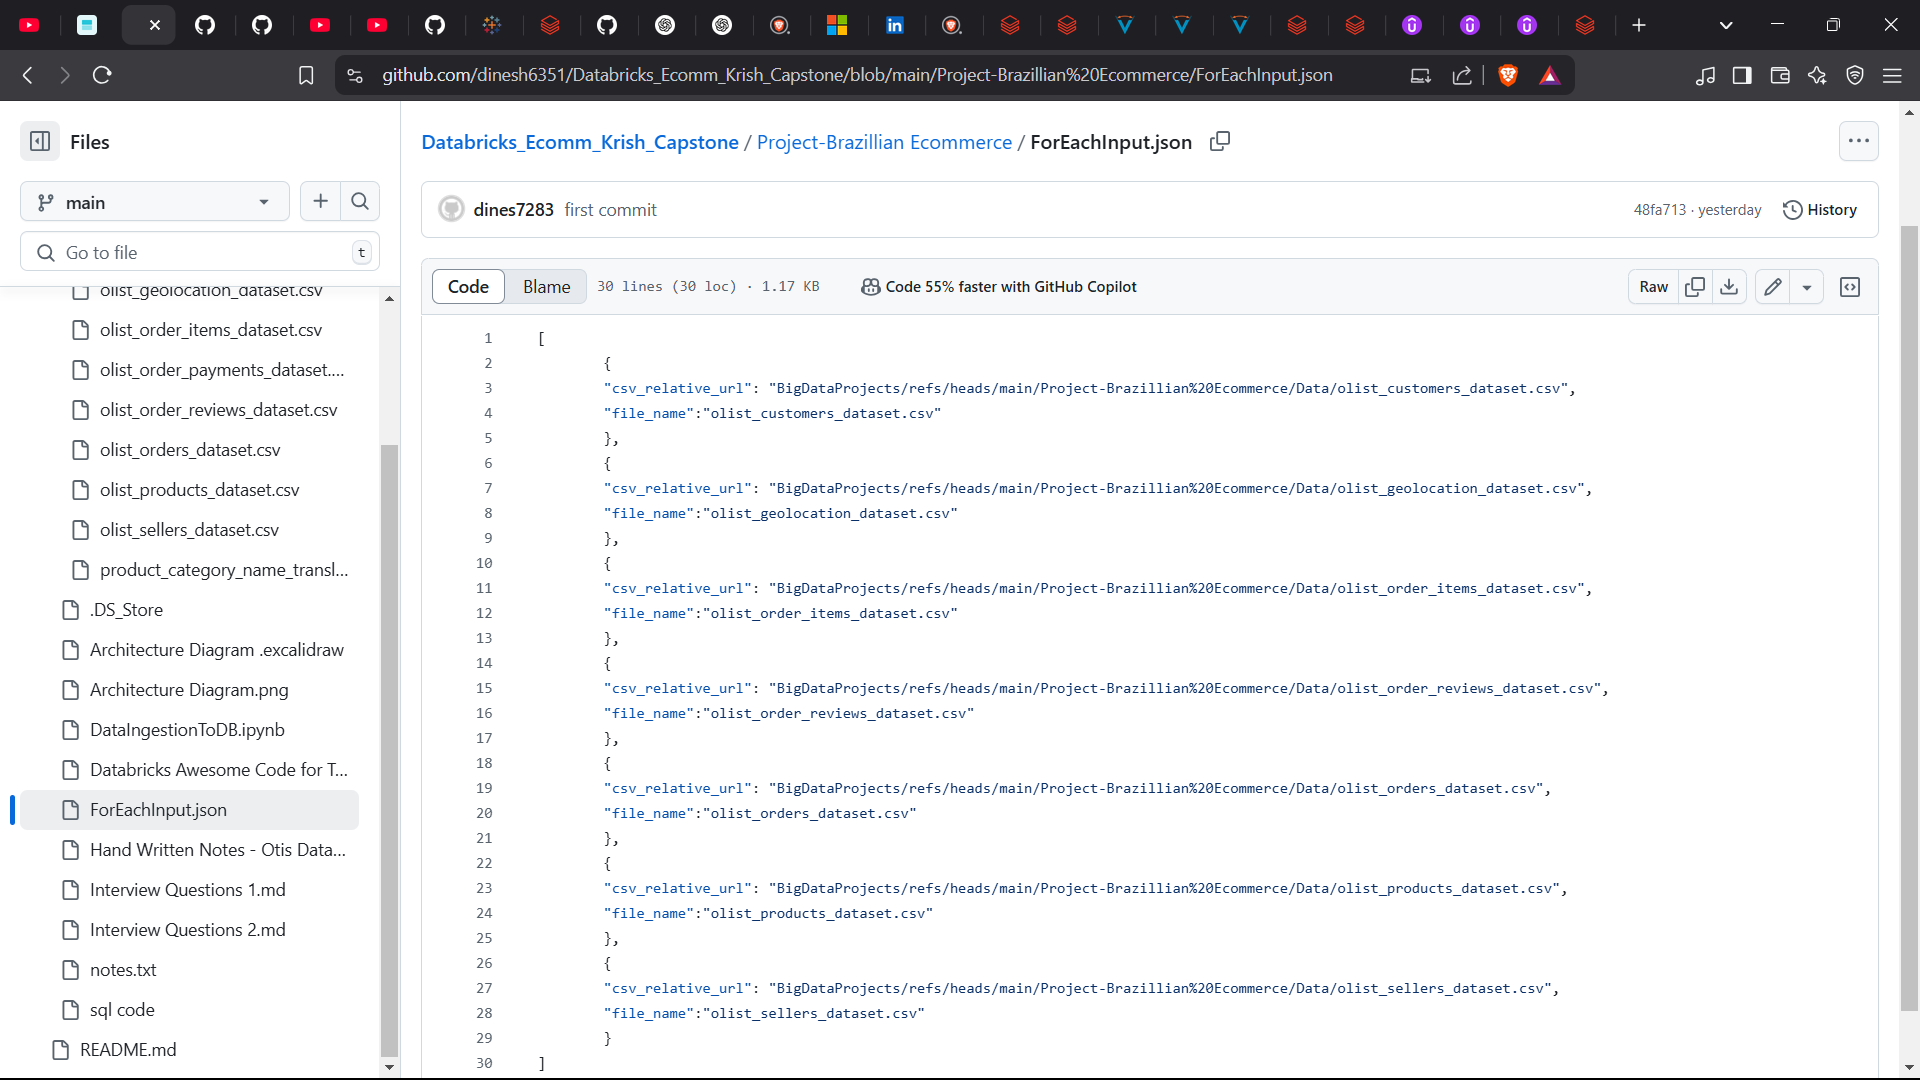 github.com/dinesh6351/Databricks_Ecomm_Krish_Capstone/blob/main/Project-Brazillian%20Ecommerce/ForEachInput.json
Files
main
Go to file
t
olist_geolocation_dataset.csv
olist_order_items_dataset.csv
olist_order_payments_dataset....
olist_order_reviews_dataset.csv
olist_orders_dataset.csv
olist_products_dataset.csv
olist_sellers_dataset.csv
product_category_name_transl...
.DS_Store
Architecture Diagram .excalidraw
Architecture Diagram.png
DataIngestionToDB.ipynb
Databricks Awesome Code for T...
ForEachInput.json
Hand Written Notes - Otis Data...
Interview Questions 1.md
Interview Questions 2.md
notes.txt
sql code
README.md
Databricks_Ecomm_Krish_Capstone / Project-Brazillian Ecommerce / ForEachInput.json
dines7283 first commit
48fa713 · yesterday
History
Code
Blame
30 lines (30 loc) · 1.17 KB
Code 55% faster with GitHub Copilot
Raw
1 [
2 {
3 "csv_relative_url": "BigDataProjects/refs/heads/main/Project-Brazillian%20Ecommerce/Data/olist_customers_dataset.csv",
4 "file_name":"olist_customers_dataset.csv"
5 },
6 {
7 "csv_relative_url": "BigDataProjects/refs/heads/main/Project-Brazillian%20Ecommerce/Data/olist_geolocation_dataset.csv",
8 "file_name":"olist_geolocation_dataset.csv"
9 },
10 {
11 "csv_relative_url": "BigDataProjects/refs/heads/main/Project-Brazillian%20Ecommerce/Data/olist_order_items_dataset.csv",
12 "file_name":"olist_order_items_dataset.csv"
13 },
14 {
15 "csv_relative_url": "BigDataProjects/refs/heads/main/Project-Brazillian%20Ecommerce/Data/olist_order_reviews_dataset.csv",
16 "file_name":"olist_order_reviews_dataset.csv"
17 },
18 {
19 "csv_relative_url": "BigDataProjects/refs/heads/main/Project-Brazillian%20Ecommerce/Data/olist_orders_dataset.csv",
20 "file_name":"olist_orders_dataset.csv"
21 },
22 {
23 "csv_relative_url": "BigDataProjects/refs/heads/main/Project-Brazillian%20Ecommerce/Data/olist_products_dataset.csv",
24 "file_name":"olist_products_dataset.csv"
25 },
26 {
27 "csv_relative_url": "BigDataProjects/refs/heads/main/Project-Brazillian%20Ecommerce/Data/olist_sellers_dataset.csv",
28 "file_name":"olist_sellers_dataset.csv"
29 }
30 ]